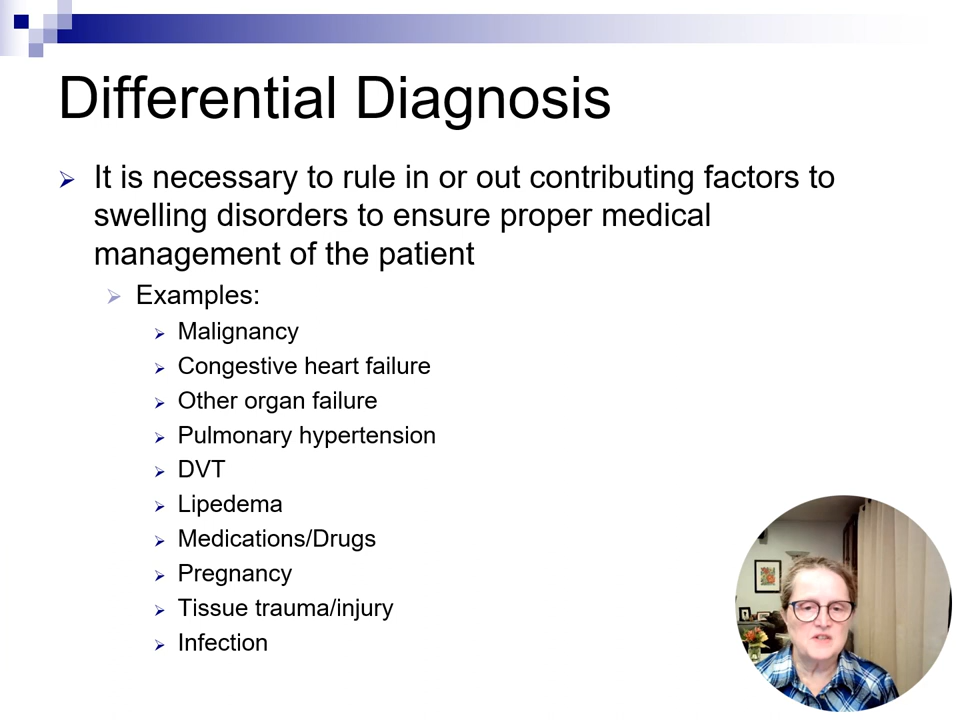 Differential Diagnosis
It is necessary to rule in or out contributing factors to
swelling disorders to ensure proper medical
management of the patient
Examples:
Malignancy
Congestive heart failure
Other organ failure
Pulmonary hypertension
DVT
Lipedema
Medications/Drugs
Pregnancy
Tissue trauma/injury
Infection